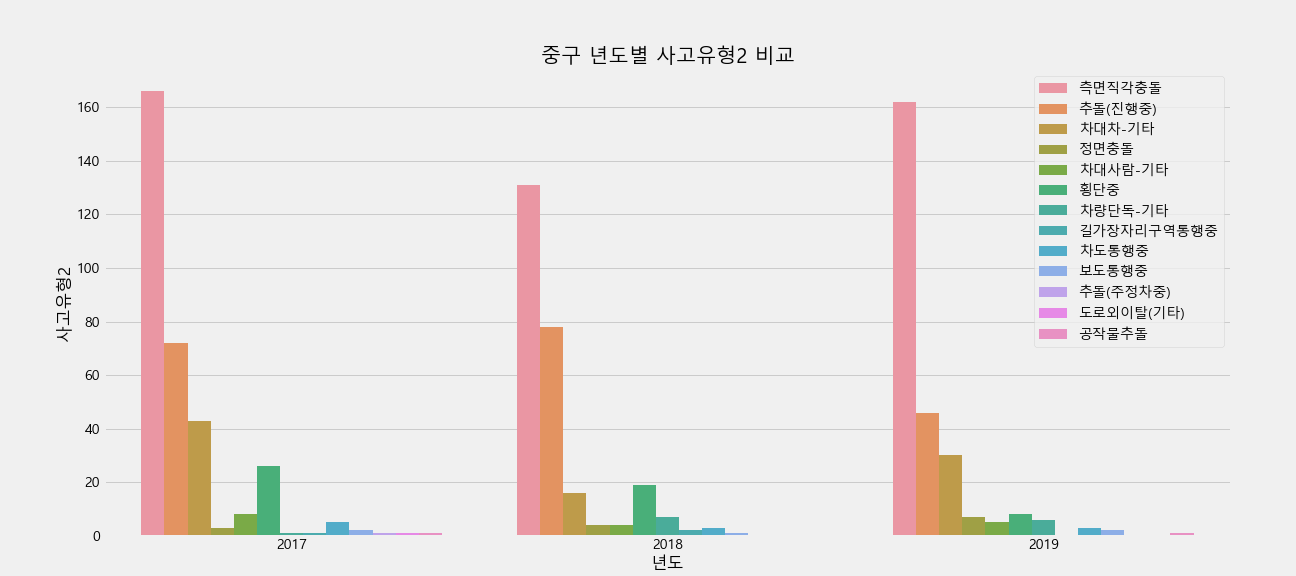 중구 년도별 사고유형2 비교
사고유형2
160
140
120
100
80
60
40
20
0
2017
2018
2019
년도
측면직각충돌
추돌(진행중)
차대차-기타
정면충돌
차대사람-기타
횡단중
차량단독-기타
길가장자리구역통행중
차도통행중
보도통행중
추돌(주정차중)
도로외이탈(기타)
공작물추돌